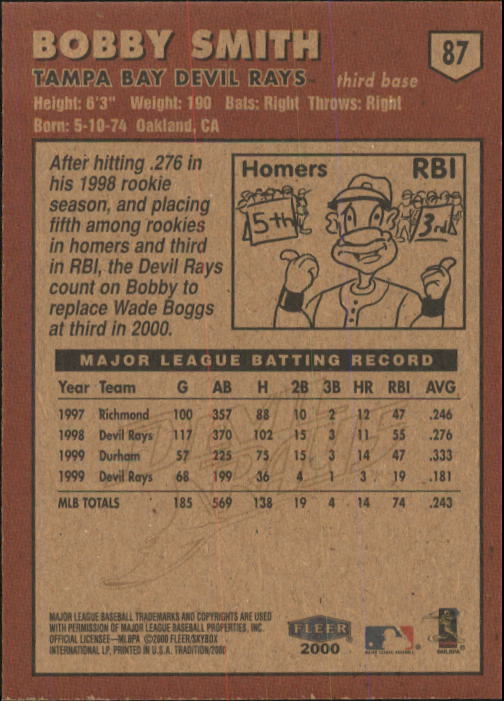 BOBBY SMITH
87
TAMPA BAY DEVIL RAYS third base
Height: 6'3" Weight: 190 Bats: Right Throws: Right
Born: 5-10-74 Oakland, CA
After hitting .276 in
his 1998 rookie
season, and placing
fifth among rookies
in homers and third
in RBI, the Devil Rays
count on Bobby to
replace Wade Boggs
at third in 2000.
Homers RBI
5th 3rd
MAJOR LEAGUE BATTING RECORD
Year Team G AB H 2B 3B HR RBI AVG
1997 Richmond 100 357 88 10 2 12 47 .246
1998 Devil Rays 117 370 102 15 3 11 55 .276
1999 Durham 57 225 75 15 3 14 47 .333
1999 Devil Rays 68 199 36 4 1 3 19 .181
MLB TOTALS 185 569 138 19 4 14 74 .243
MAJOR LEAGUE BASEBALL TRADEMARKS AND COPYRIGHTS ARE USED
WITH PERMISSION OF MAJOR LEAGUE BASEBALL PROPERTIES, INC.
OFFICIAL LICENSEE—MLBPA ©2000 FLEER/SKYBOX
INTERNATIONAL LP, PRINTED IN U.S.A. TRADITION/2000
FLEER
2000